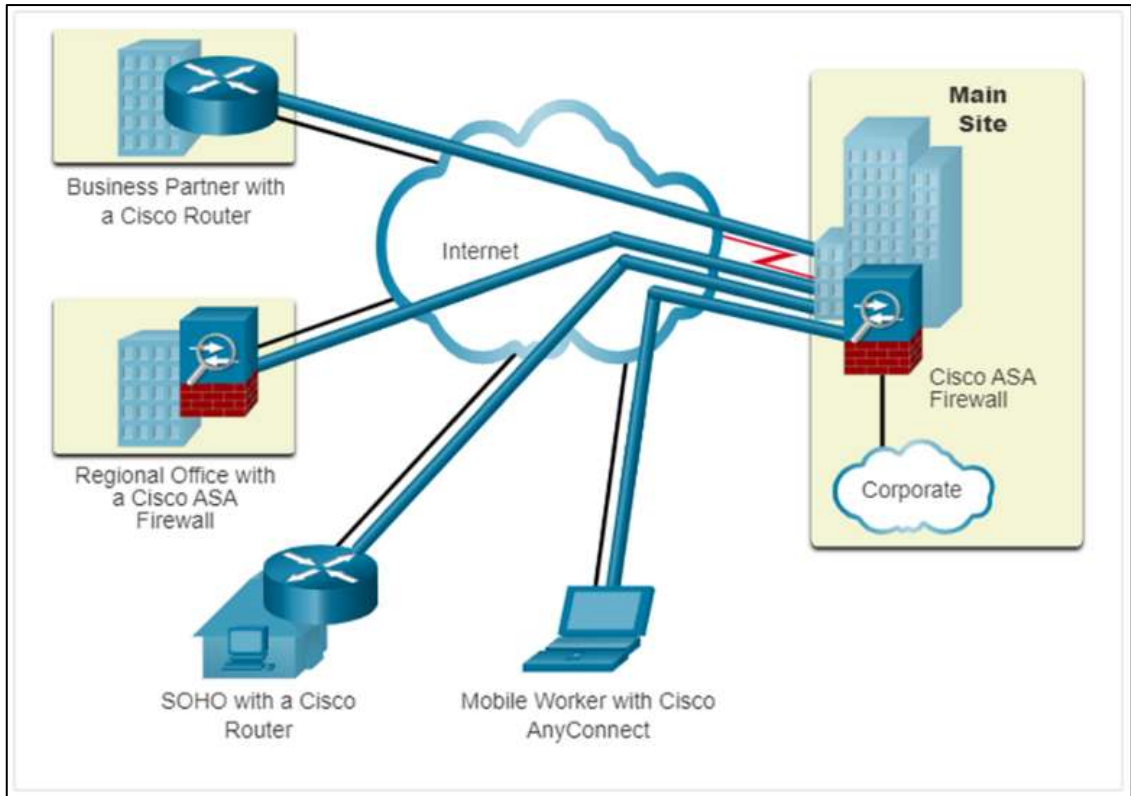 Main
Site
Business Partner with
a Cisco Router
Internet
Cisco ASA
Firewall
Regional Office with
a Cisco ASA
Firewall
Corporate
SOHO with a Cisco
Router
Mobile Worker with Cisco
AnyConnect